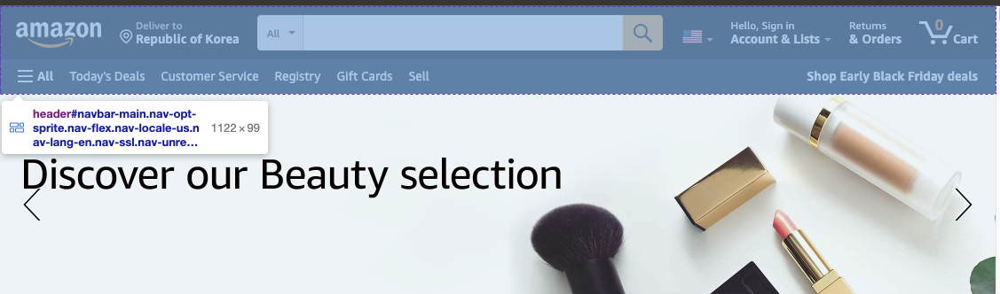 amazon
Deliver to
Republic of Korea
All
Hello, Sign in
Account & Lists
Returns
& Orders
0
Cart
All
Today's Deals
Customer Service
Registry
Gift Cards
Sell
Shop Early Black Friday deals
header#navbar-main.nav-opt-
sprite.nav-flex.nav-locale-us.n
av-lang-en.nav-ssl.nav-unre...
1122 × 99
Discover our Beauty selection